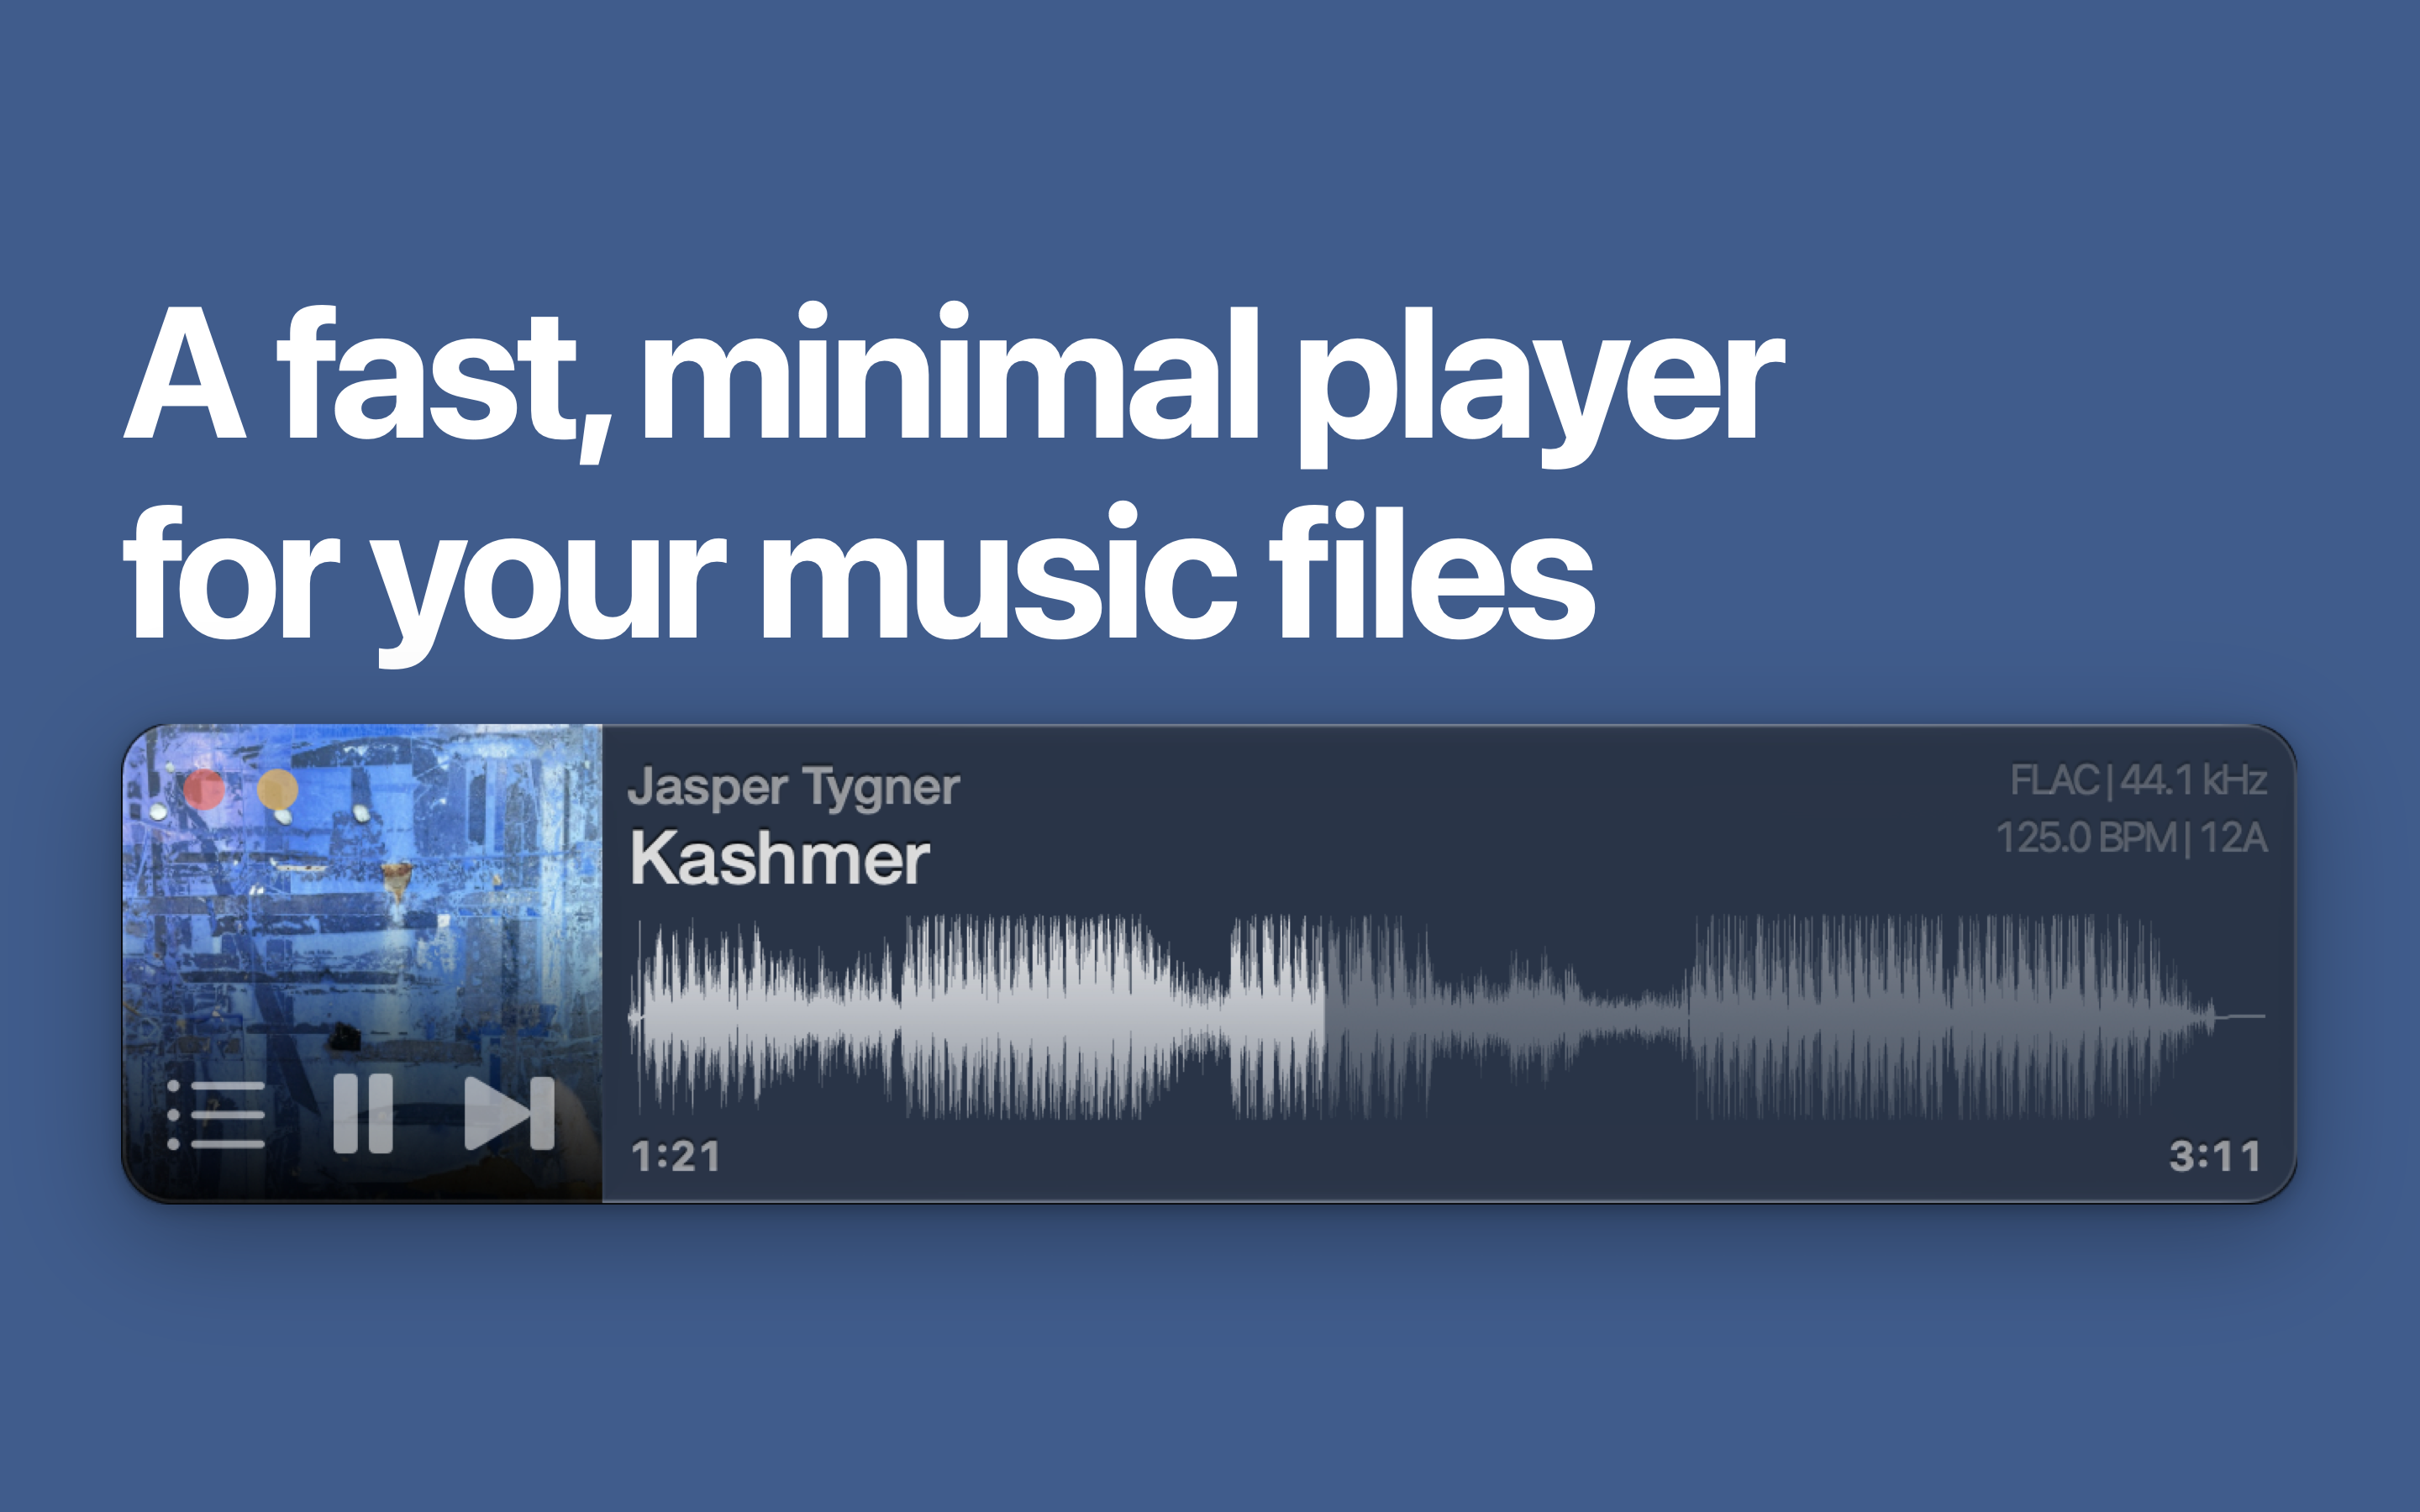 A fast, minimal player
for your music files
Jasper Tygner
Kashmer
FLAC | 44.1 kHz
125.0 BPM | 12A
1:21
3:11